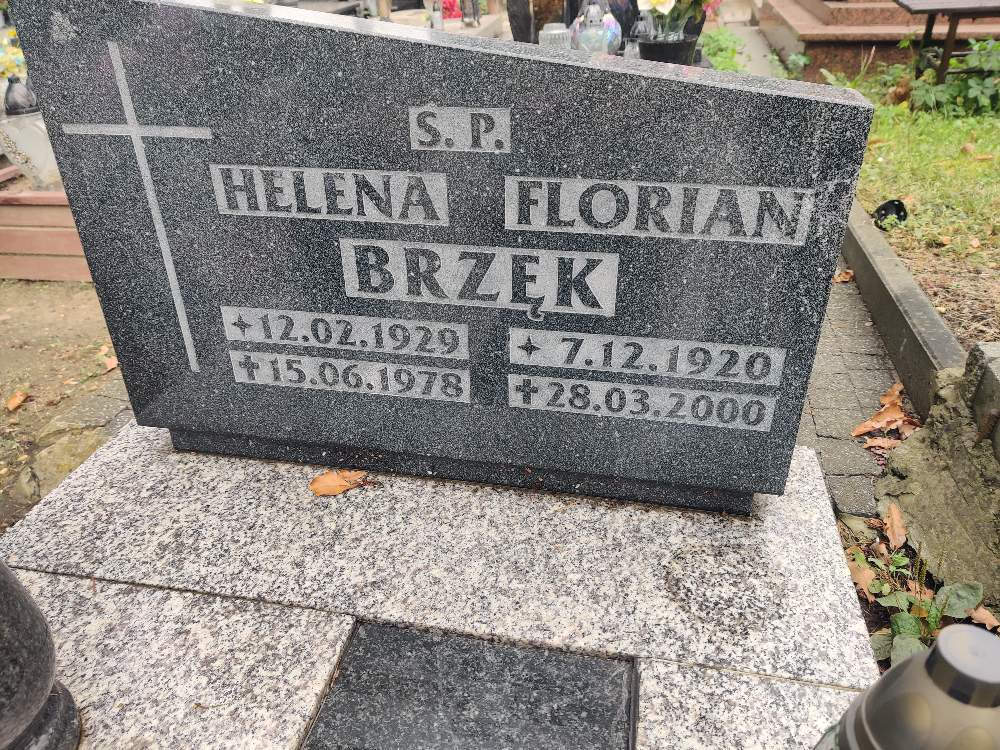 Ś. P.
HELENA FLORIAN
BRZĘK
12.02.1929 7.12.1920
15.06.1978 28.03.2000